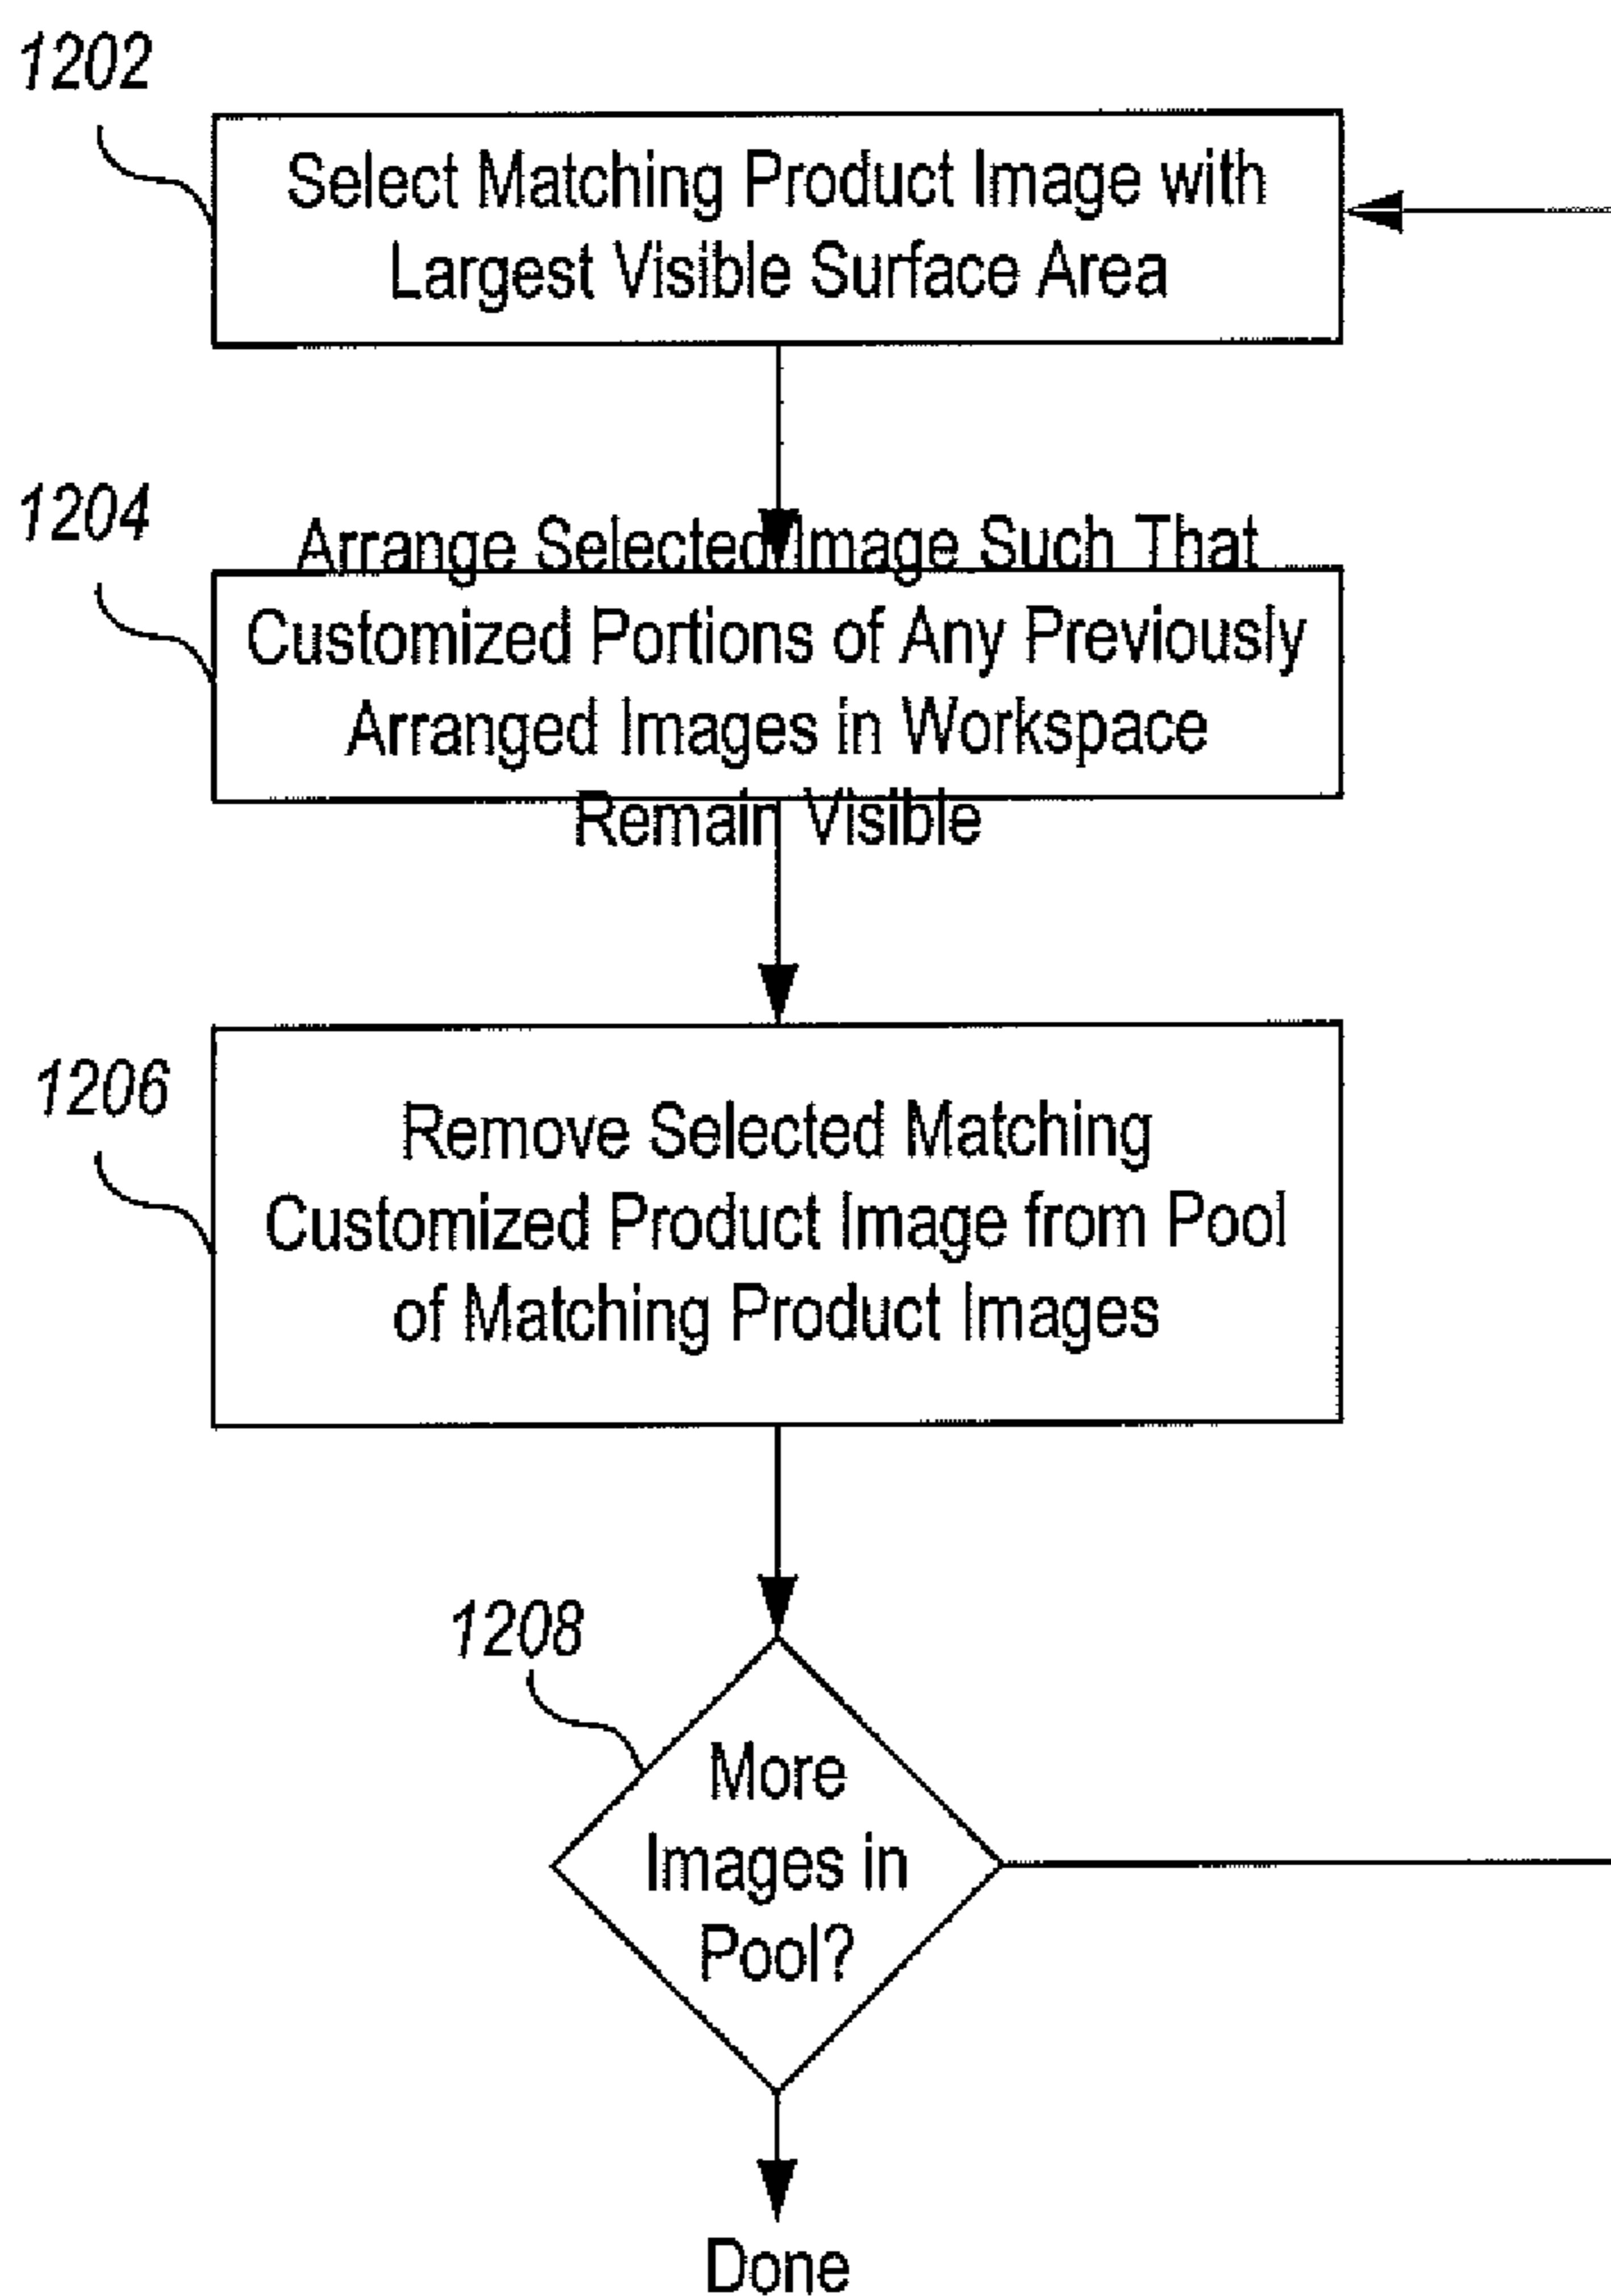 1202
Select Matching Product Image with
Largest Visible Surface Area
1204
Arrange Selected Image Such That
Customized Portions of Any Previously
Arranged Images in Workspace
Remain Visible
1206
Remove Selected Matching
Customized Product Image from Pool
of Matching Product Images
1208
More
Images in
Pool?
Done